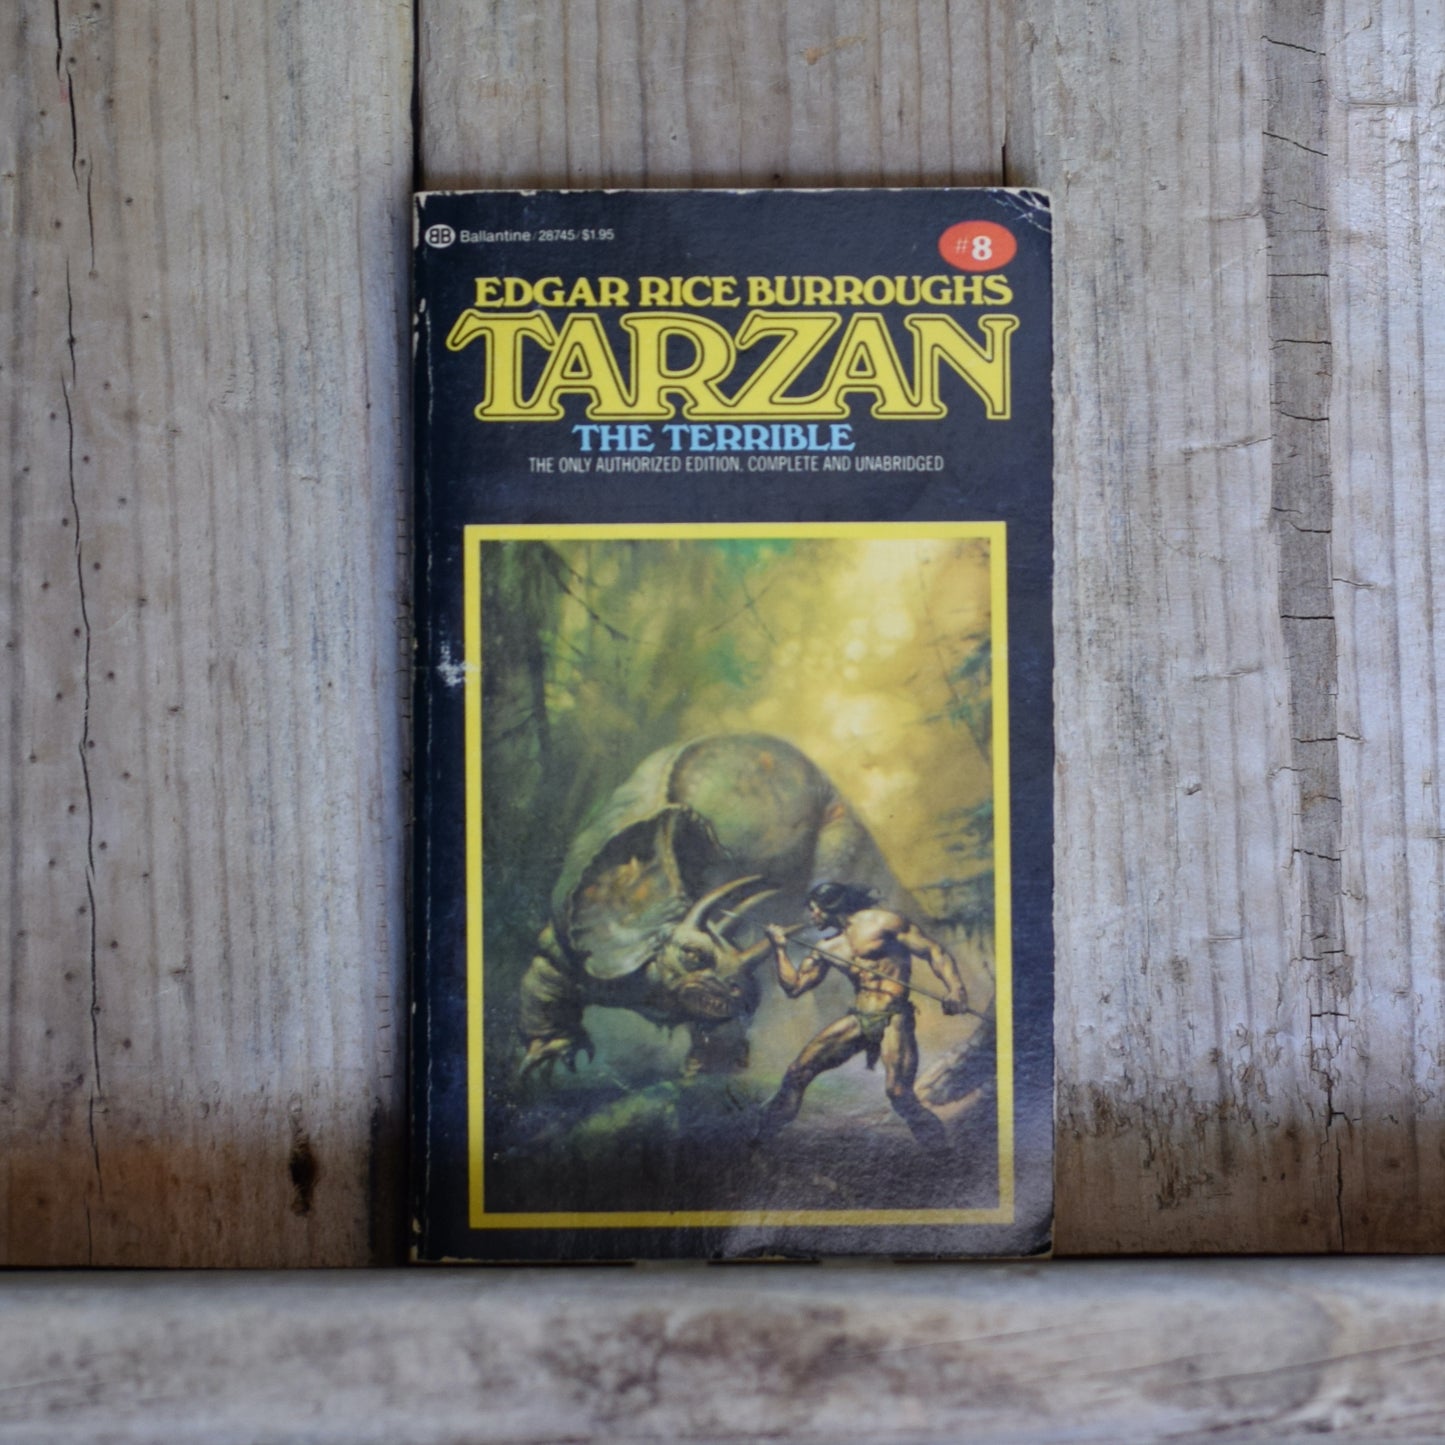 BB Ballantine/28745/$1.95
#8
EDGAR RICE BURROUGHS
TARZAN
THE TERRIBLE
THE ONLY AUTHORIZED EDITION. COMPLETE AND UNABRIDGED